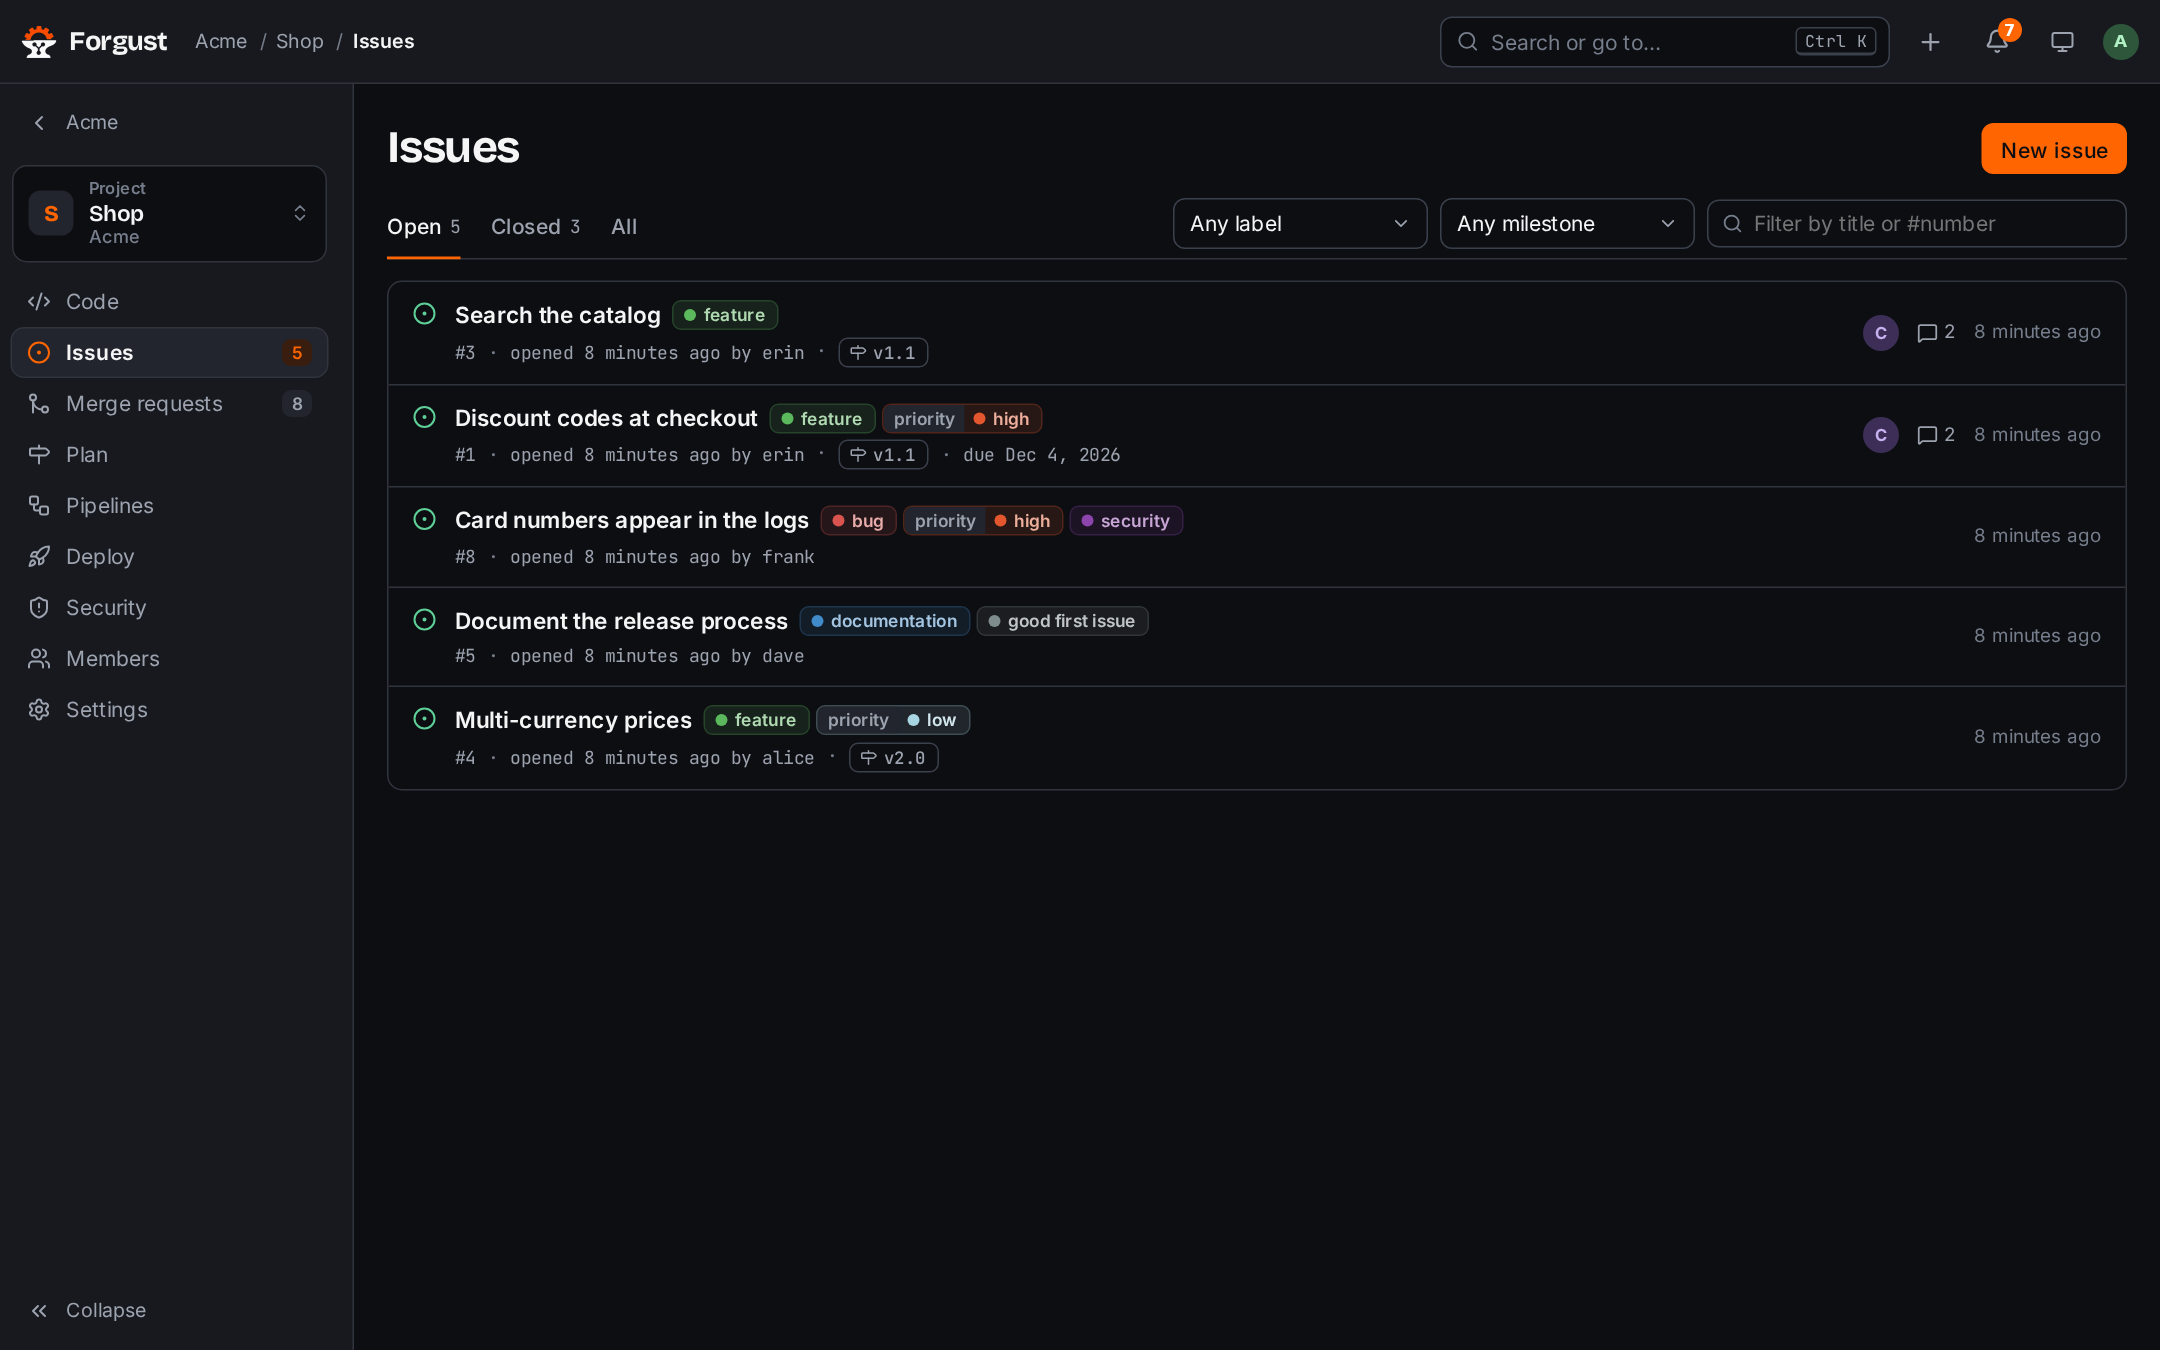 Forgust Acme / Shop / Issues Search or go to... Ctrl K 7 A
Acme
S Project
Shop
Acme
Code
Issues 5
Merge requests 8
Plan
Pipelines
Deploy
Security
Members
Settings
Collapse
Issues New issue
Open 5 Closed 3 All Any label Any milestone Filter by title or #number
Search the catalog feature
#3 · opened 8 minutes ago by erin · v1.1 C 2 8 minutes ago
Discount codes at checkout feature priority high
#1 · opened 8 minutes ago by erin · v1.1 · due Dec 4, 2026 C 2 8 minutes ago
Card numbers appear in the logs bug priority high security
#8 · opened 8 minutes ago by frank 8 minutes ago
Document the release process documentation good first issue
#5 · opened 8 minutes ago by dave 8 minutes ago
Multi-currency prices feature priority low
#4 · opened 8 minutes ago by alice · v2.0 8 minutes ago